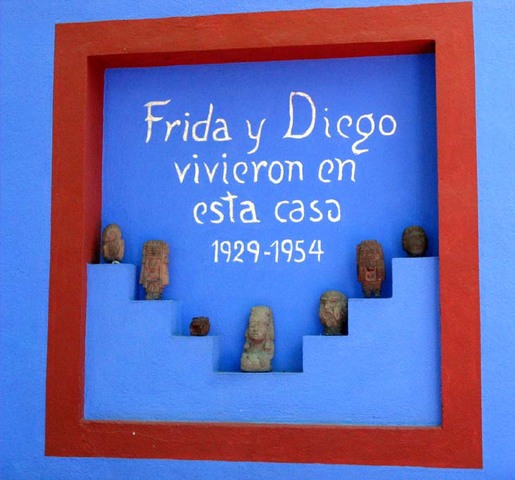 Frida y Diego
vivieron en
esta casa
1929-1954